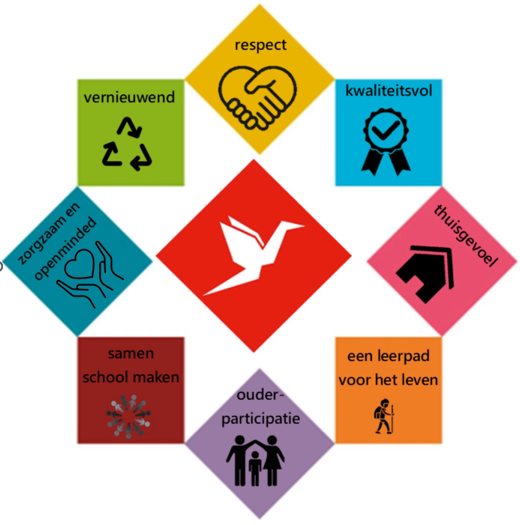 respect
kwaliteitsvol
thuisgevoel
een leerpad
voor het leven
ouder-
participatie
samen
school maken
zorgzaam en
openminded
vernieuwend